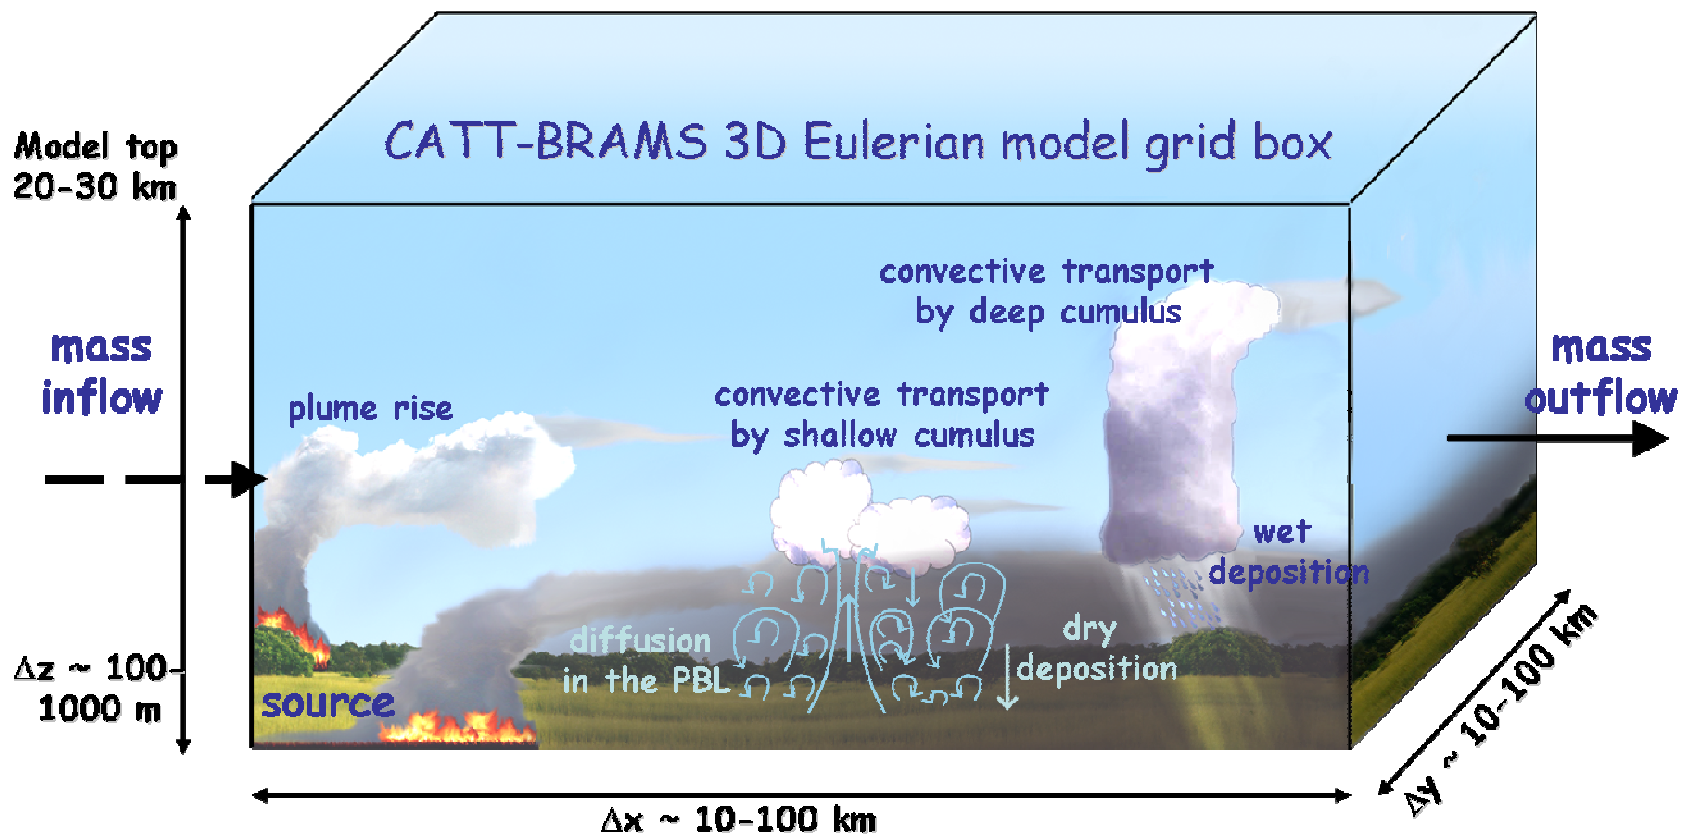 CATT-BRAMS 3D Eulerian model grid box
Model top
20-30 km
convective transport
by deep cumulus
mass
inflow
mass
outflow
plume rise
convective transport
by shallow cumulus
wet
deposition
diffusion
in the PBL
dry
deposition
Δz ~ 100-
1000 m
source
Δx ~ 10-100 km
Δy ~ 10-100 km